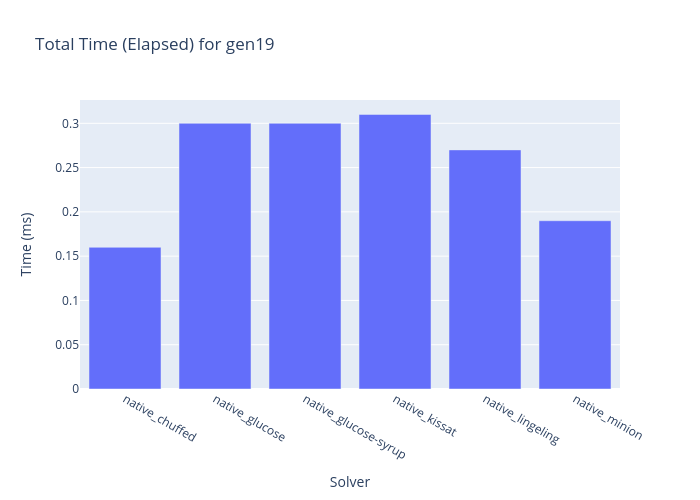 Total Time (Elapsed) for gen19
Time (ms)
0.3
0.25
0.2
0.15
0.1
0.05
0
native_chuffed
native_glucose
native_glucose-syrup
native_kissat
native_lingeling
native_minion
Solver